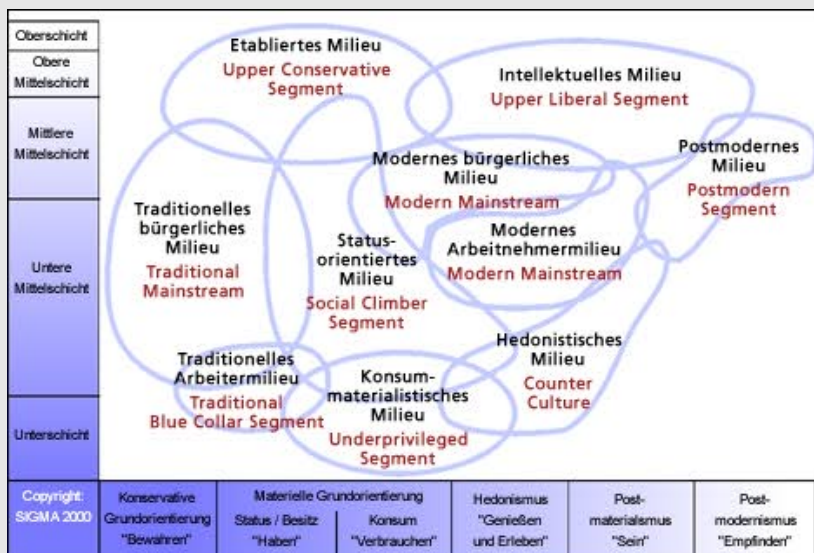 Oberschicht
Obere
Mittelschicht
Mittlere
Mittelschicht
Untere
Mittelschicht
Unterschicht
Etabliertes Milieu
Upper Conservative
Segment
Intellektuelles Milieu
Upper Liberal Segment
Postmodernes
Milieu
Postmodern
Segment
Modernes bürgerliches
Milieu
Modern Mainstream
Traditionelles
bürgerliches
Milieu
Traditional
Mainstream
Status-
orientiertes
Milieu
Social Climber
Segment
Modernes
Arbeitnehmermilieu
Modern Mainstream
Hedonistisches
Milieu
Counter
Culture
Traditionelles
Arbeitermilieu
Traditional
Blue Collar Segment
Konsum-
materialistisches
Milieu
Underprivileged
Segment
Copyright:
SIGMA 2000
Konservative
Grundorientierung
"Bewahren"
Materielle Grundorientierung
Status / Besitz
"Haben"
Konsum
"Verbrauchen"
Hedonismus
"Genießen
und Erleben"
Post-
materialsmus
"Sein"
Post-
modernismus
"Empfinden"